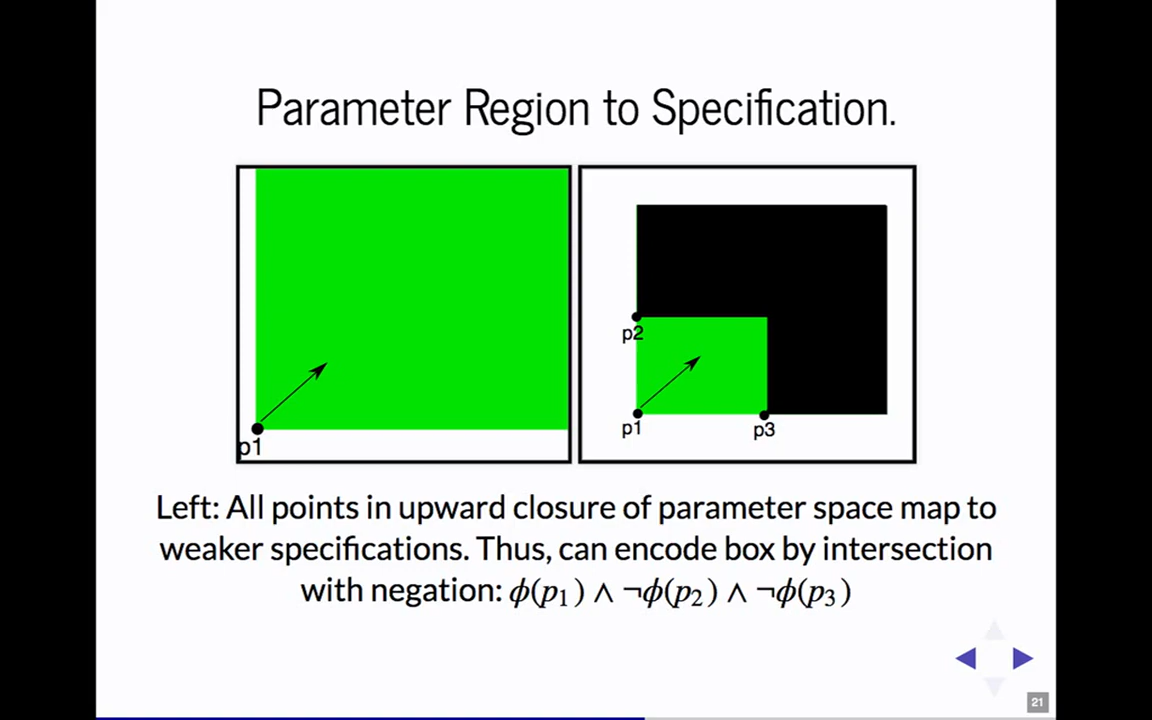 Parameter Region to Specification.
p1
p2
p1
p3
Left: All points in upward closure of parameter space map to
weaker specifications. Thus, can encode box by intersection
with negation: ϕ(p₁) ∧ ¬ϕ(p₂) ∧ ¬ϕ(p₃)
21